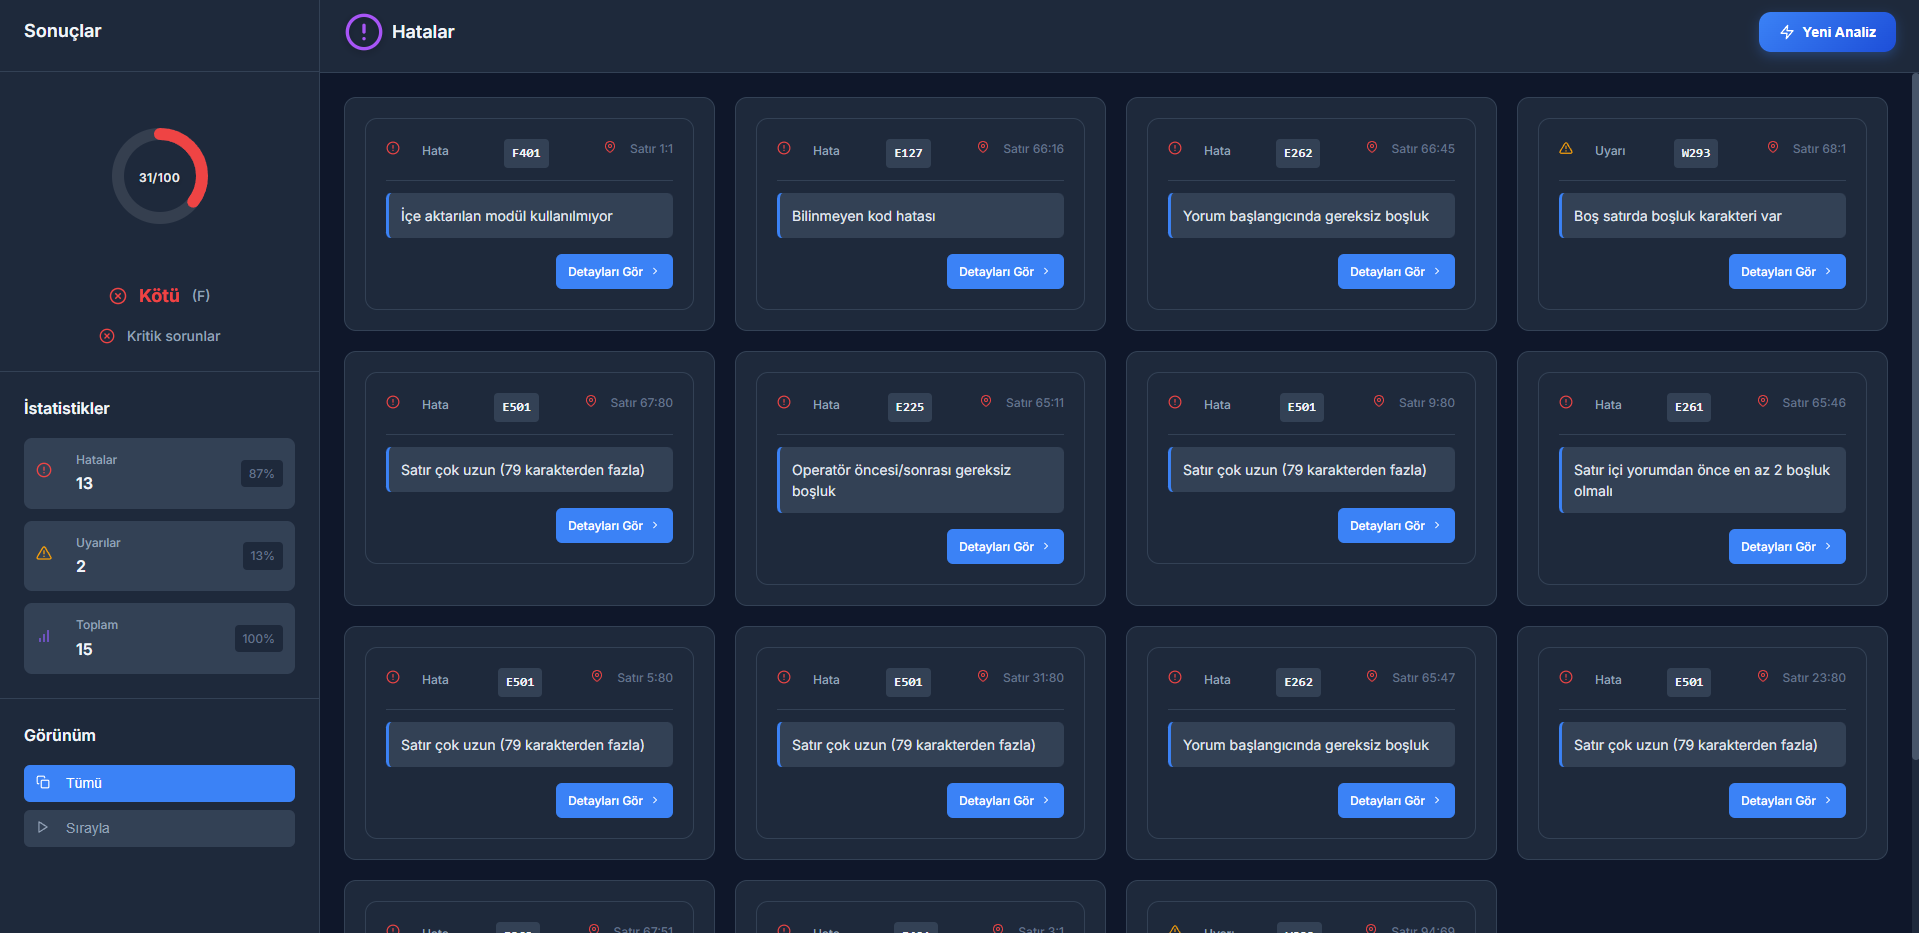 Sonuçlar
31/100
Kötü (F)
Kritik sorunlar
İstatistikler
Hatalar
13
87%
Uyarılar
2
13%
Toplam
15
100%
Görünüm
Tümü
Sırayla
Hatalar
Yeni Analiz
Hata F401 Satır 1:1
İçe aktarılan modül kullanılmıyor
Detayları Gör
Hata E127 Satır 66:16
Bilinmeyen kod hatası
Detayları Gör
Hata E262 Satır 66:45
Yorum başlangıcında gereksiz boşluk
Detayları Gör
Uyarı W293 Satır 68:1
Boş satırda boşluk karakteri var
Detayları Gör
Hata E501 Satır 67:80
Satır çok uzun (79 karakterden fazla)
Detayları Gör
Hata E225 Satır 65:11
Operatör öncesi/sonrası gereksiz
boşluk
Detayları Gör
Hata E501 Satır 9:80
Satır çok uzun (79 karakterden fazla)
Detayları Gör
Hata E261 Satır 65:46
Satır içi yorumdan önce en az 2 boşluk
olmalı
Detayları Gör
Hata E501 Satır 5:80
Satır çok uzun (79 karakterden fazla)
Detayları Gör
Hata E501 Satır 31:80
Satır çok uzun (79 karakterden fazla)
Detayları Gör
Hata E262 Satır 65:47
Yorum başlangıcında gereksiz boşluk
Detayları Gör
Hata E501 Satır 23:80
Satır çok uzun (79 karakterden fazla)
Detayları Gör
Hata Satır 67:51
Hata Satır 3:1
Uyarı Satır 94:69